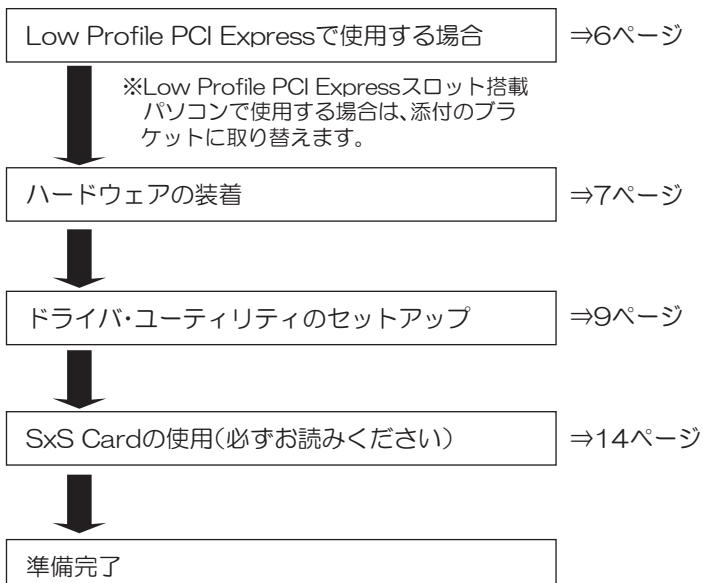 Low Profile PCI Expressで使用する場合 ⇒6ページ
※Low Profile PCI Expressスロット搭載
パソコンで使用する場合は、添付のブラ
ケットに取り替えます。
ハードウェアの装着 ⇒7ページ
ドライバ・ユーティリティのセットアップ ⇒9ページ
SxS Cardの使用(必ずお読みください) ⇒14ページ
準備完了